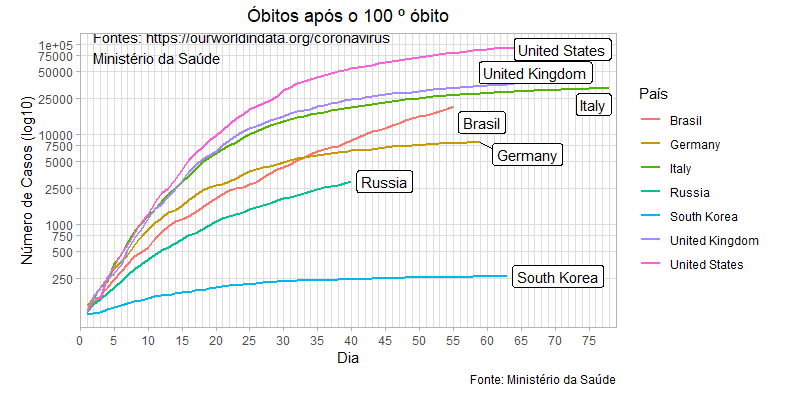 Óbitos após o 100 º óbito
Fontes: https://ourworldindata.org/coronavirus
Ministério da Saúde
Número de Casos (log10)
1e+05
75000
50000
25000
10000
7500
5000
2500
1000
750
500
250
United States
United Kingdom
Italy
Brasil
Germany
Russia
South Korea
0 5 10 15 20 25 30 35 40 45 50 55 60 65 70 75
Dia
País
Brasil
Germany
Italy
Russia
South Korea
United Kingdom
United States
Fonte: Ministério da Saúde